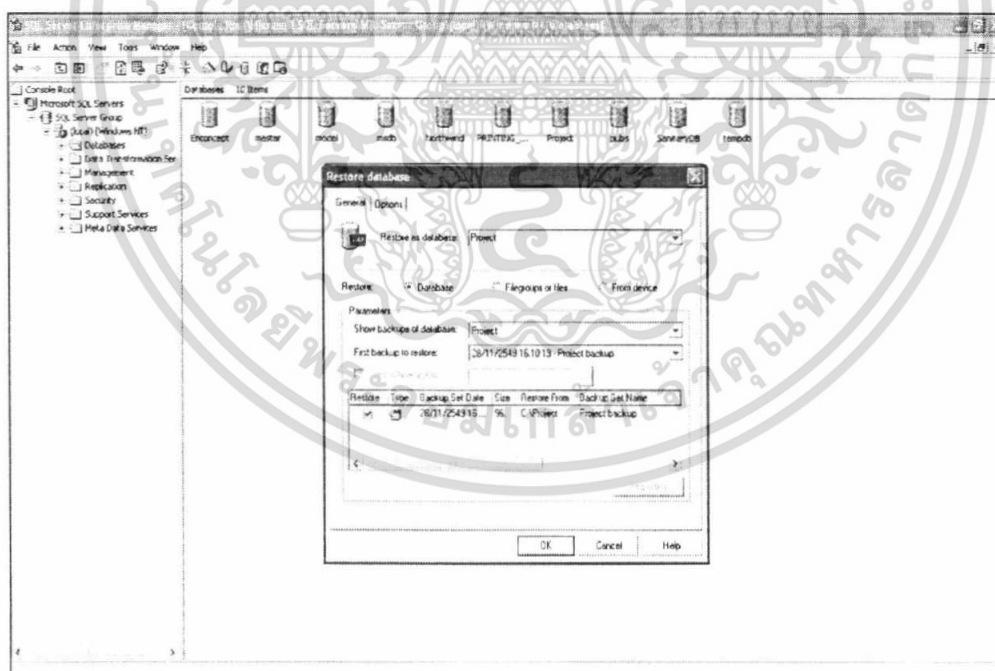 File Action View Tools Window Help
Console Root
Microsoft SQL Servers
SQL Server Group
(local) (Windows NT)
Databases
Data Transformation Ser
Management
Replication
Security
Support Services
Meta Data Services
Databases 10 Items
Enconcept master model msdb Northwind PRINTING_... Project pubs SanitaryDB tempdb
Restore database
General Options
Restore as database: Project
Restore: Database Filegroups or files From device
Parameters
Show backups of database: Project
First backup to restore: 28/11/2549 16:10:13 - Project backup
Restore Type Backup Set Date Size Restore From Backup Set Name
28/11/2549 16... 96... C:\Project Project backup
OK Cancel Help